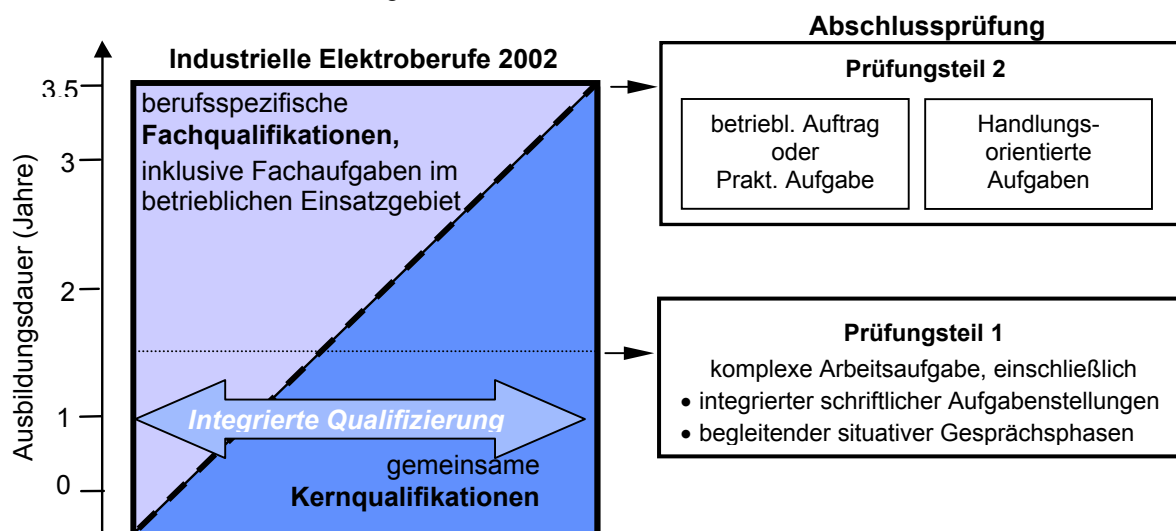 Abschlussprüfung
Industrielle Elektroberufe 2002
Prüfungsteil 2
3.5
berufsspezifische
Fachqualifikationen,
inklusive Fachaufgaben im
betrieblichen Einsatzgebiet
betriebl. Auftrag
oder
Prakt. Aufgabe
Handlungs-
orientierte
Aufgaben
3
Ausbildungsdauer (Jahre)
2
Prüfungsteil 1
komplexe Arbeitsaufgabe, einschließlich
• integrierter schriftlicher Aufgabenstellungen
• begleitender situativer Gesprächsphasen
1
Integrierte Qualifizierung
gemeinsame
Kernqualifikationen
0